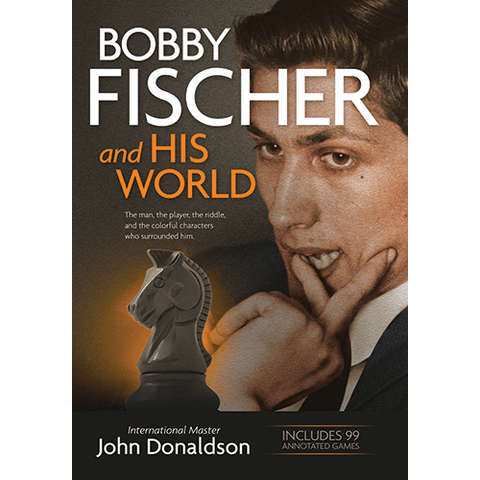 BOBBY
FISCHER
and HIS
WORLD
The man, the player, the riddle,
and the colorful characters
who surrounded him.
International Master
John Donaldson
INCLUDES 99
ANNOTATED GAMES